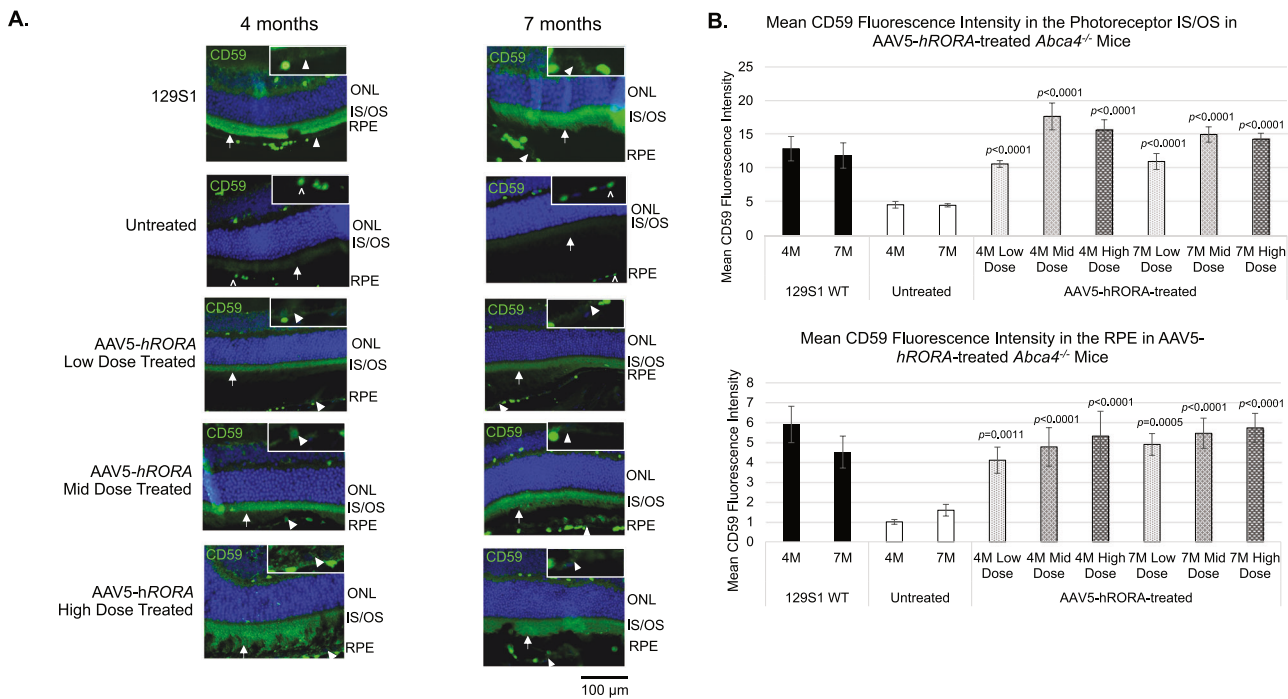 A.
4 months
7 months
129S1
CD59
ONL
IS/OS
RPE
CD59
ONL
IS/OS
RPE
Untreated
CD59
ONL
IS/OS
RPE
CD59
ONL
IS/OS
RPE
AAV5-hRORA
Low Dose Treated
CD59
ONL
IS/OS
RPE
CD59
ONL
IS/OS
RPE
AAV5-hRORA
Mid Dose Treated
CD59
ONL
IS/OS
RPE
CD59
ONL
IS/OS
RPE
AAV5-hRORA
High Dose Treated
CD59
ONL
IS/OS
RPE
CD59
ONL
IS/OS
RPE
100 µm
B.
Mean CD59 Fluorescence Intensity in the Photoreceptor IS/OS in
AAV5-hRORA-treated Abca4-/- Mice
Mean CD59 Fluorescence Intensity
25
20
15
10
5
0
p<0.0001
p<0.0001
p<0.0001
p<0.0001
p<0.0001
p<0.0001
4M
7M
4M
7M
4M Low Dose
4M Mid Dose
4M High Dose
7M Low Dose
7M Mid Dose
7M High Dose
129S1 WT
Untreated
AAV5-hRORA-treated
Mean CD59 Fluorescence Intensity in the RPE in AAV5-
hRORA-treated Abca4-/- Mice
Mean CD59 Fluorescence Intensity
8
7
6
5
4
3
2
1
0
p=0.0011
p<0.0001
p<0.0001
p=0.0005
p<0.0001
p<0.0001
4M
7M
4M
7M
4M Low Dose
4M Mid Dose
4M High Dose
7M Low Dose
7M Mid Dose
7M High Dose
129S1 WT
Untreated
AAV5-hRORA-treated